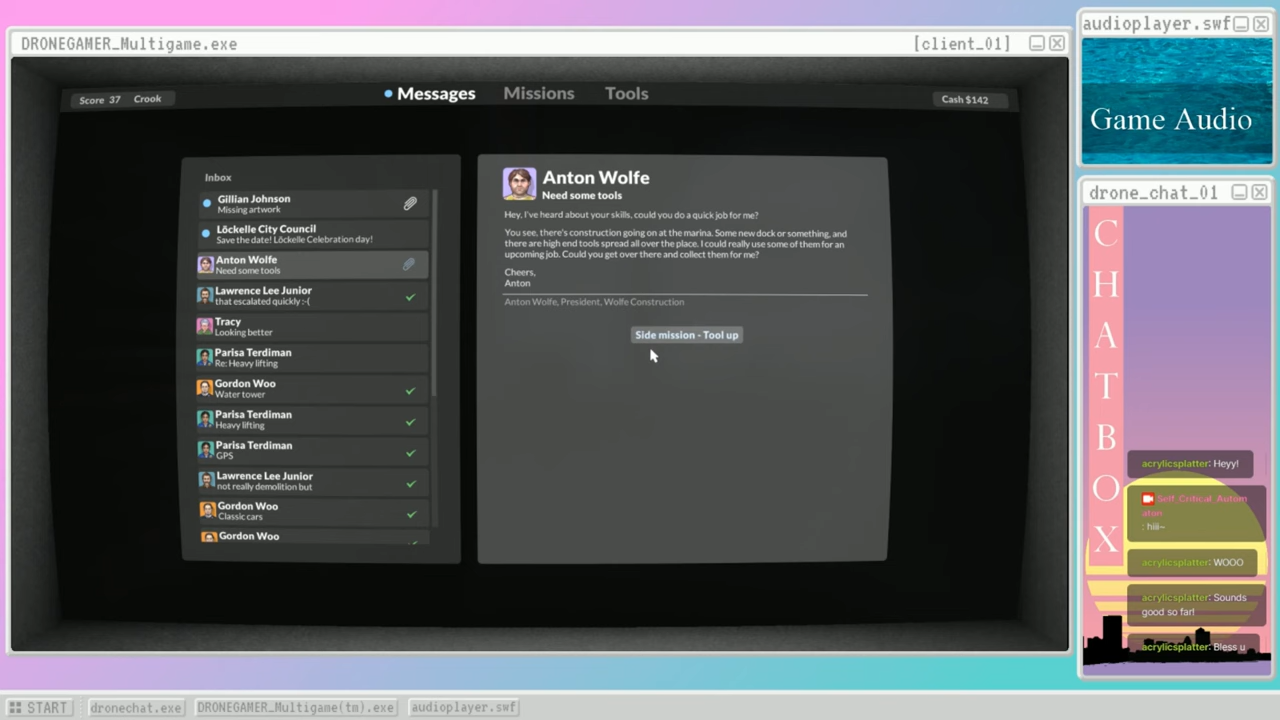 DRONEGAMER_Multigame.exe
[client_01]
Score 37 Crook
Messages Missions Tools
Cash $142
Inbox
Gillian Johnson
Missing artwork
Löckelle City Council
Save the date! Löckelle Celebration day!
Anton Wolfe
Need some tools
Lawrence Lee Junior
that escalated quickly :-(
Tracy
Looking better
Parisa Terdiman
Re: Heavy lifting
Gordon Woo
Water tower
Parisa Terdiman
Heavy lifting
Parisa Terdiman
GPS
Lawrence Lee Junior
not really demolition but
Gordon Woo
Classic cars
Gordon Woo
Anton Wolfe
Need some tools
Hey, I've heard about your skills, could you do a quick job for me?
You see, there's construction going on at the marina. Some new dock or something, and
there are high end tools spread all over the place. I could really use some of them for an
upcoming job. Could you get over there and collect them for me?
Cheers,
Anton
Anton Wolfe, President, Wolfe Construction
Side mission - Tool up
audioplayer.swf
Game Audio
drone_chat_01
CHATBOX
acrylicsplatter: Heyy!
Self_Critical_Autom
aton
: hiii~
acrylicsplatter: WOOO
acrylicsplatter: Sounds
good so far!
acrylicsplatter: Bless u
START
dronechat.exe
DRONEGAMER_Multigame(tm).exe
audioplayer.swf